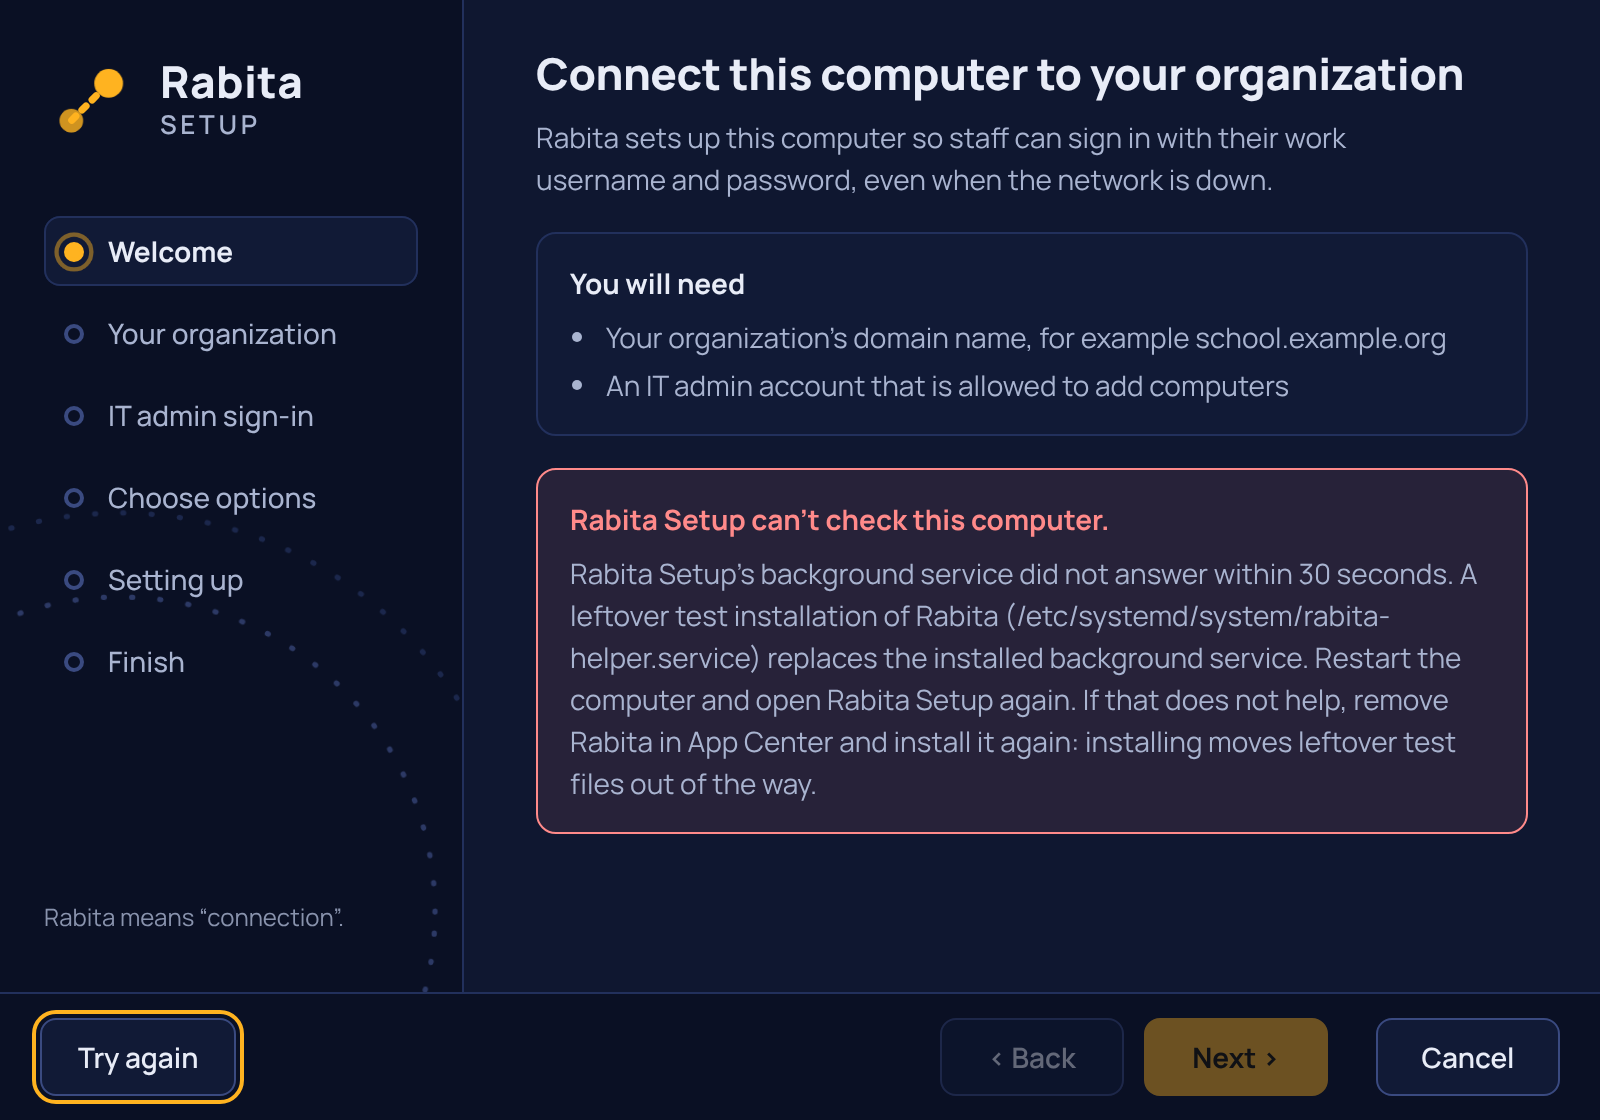 Rabita
SETUP
Welcome
Your organization
IT admin sign-in
Choose options
Setting up
Finish
Rabita means “connection”.
Connect this computer to your organization
Rabita sets up this computer so staff can sign in with their work
username and password, even when the network is down.
You will need
• Your organization’s domain name, for example school.example.org
• An IT admin account that is allowed to add computers
Rabita Setup can’t check this computer.
Rabita Setup’s background service did not answer within 30 seconds. A
leftover test installation of Rabita (/etc/systemd/system/rabita-
helper.service) replaces the installed background service. Restart the
computer and open Rabita Setup again. If that does not help, remove
Rabita in App Center and install it again: installing moves leftover test
files out of the way.
Try again
‹ Back
Next ›
Cancel